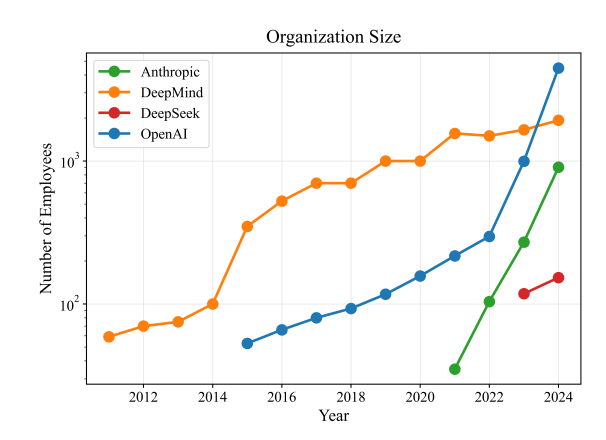 Organization Size
Anthropic
DeepMind
DeepSeek
OpenAI
Number of Employees
10³
10²
2012 2014 2016 2018 2020 2022 2024
Year